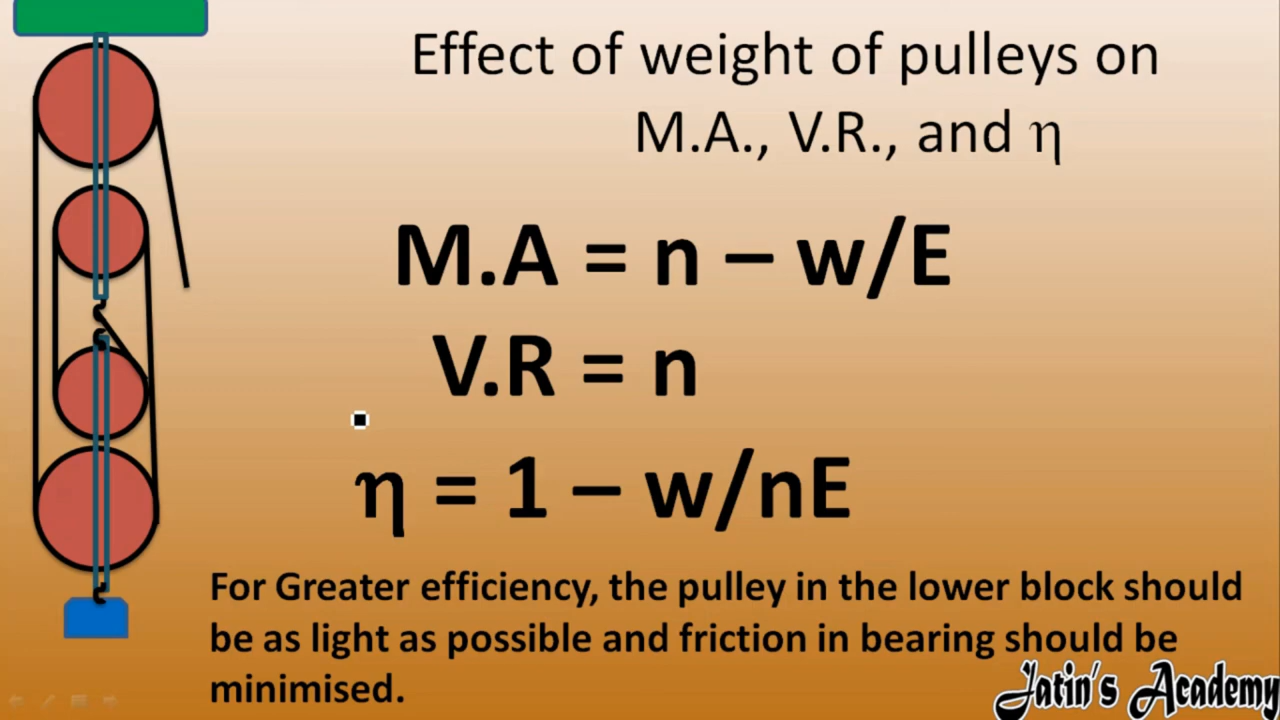 Effect of weight of pulleys on
M.A., V.R., and η
M.A = n – w/E
V.R = n
η = 1 – w/nE
For Greater efficiency, the pulley in the lower block should
be as light as possible and friction in bearing should be
minimised.
Jatin's Academy